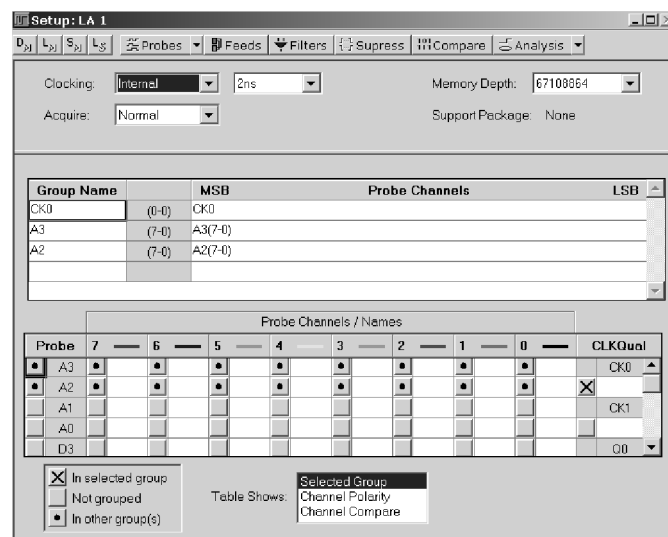 Setup: LA 1
Probes Feeds Filters Supress Compare Analysis
Clocking: Internal 2ns Memory Depth: 67108864
Acquire: Normal Support Package: None
Group Name MSB Probe Channels LSB
CK0 (0-0) CK0
A3 (7-0) A3(7-0)
A2 (7-0) A2(7-0)
Probe Channels / Names
Probe 7 6 5 4 3 2 1 0 CLKQual
A3 CK0
A2
A1 CK1
A0
D3 Q0
In selected group
Not grouped
In other group(s)
Table Shows: Selected Group
Channel Polarity
Channel Compare